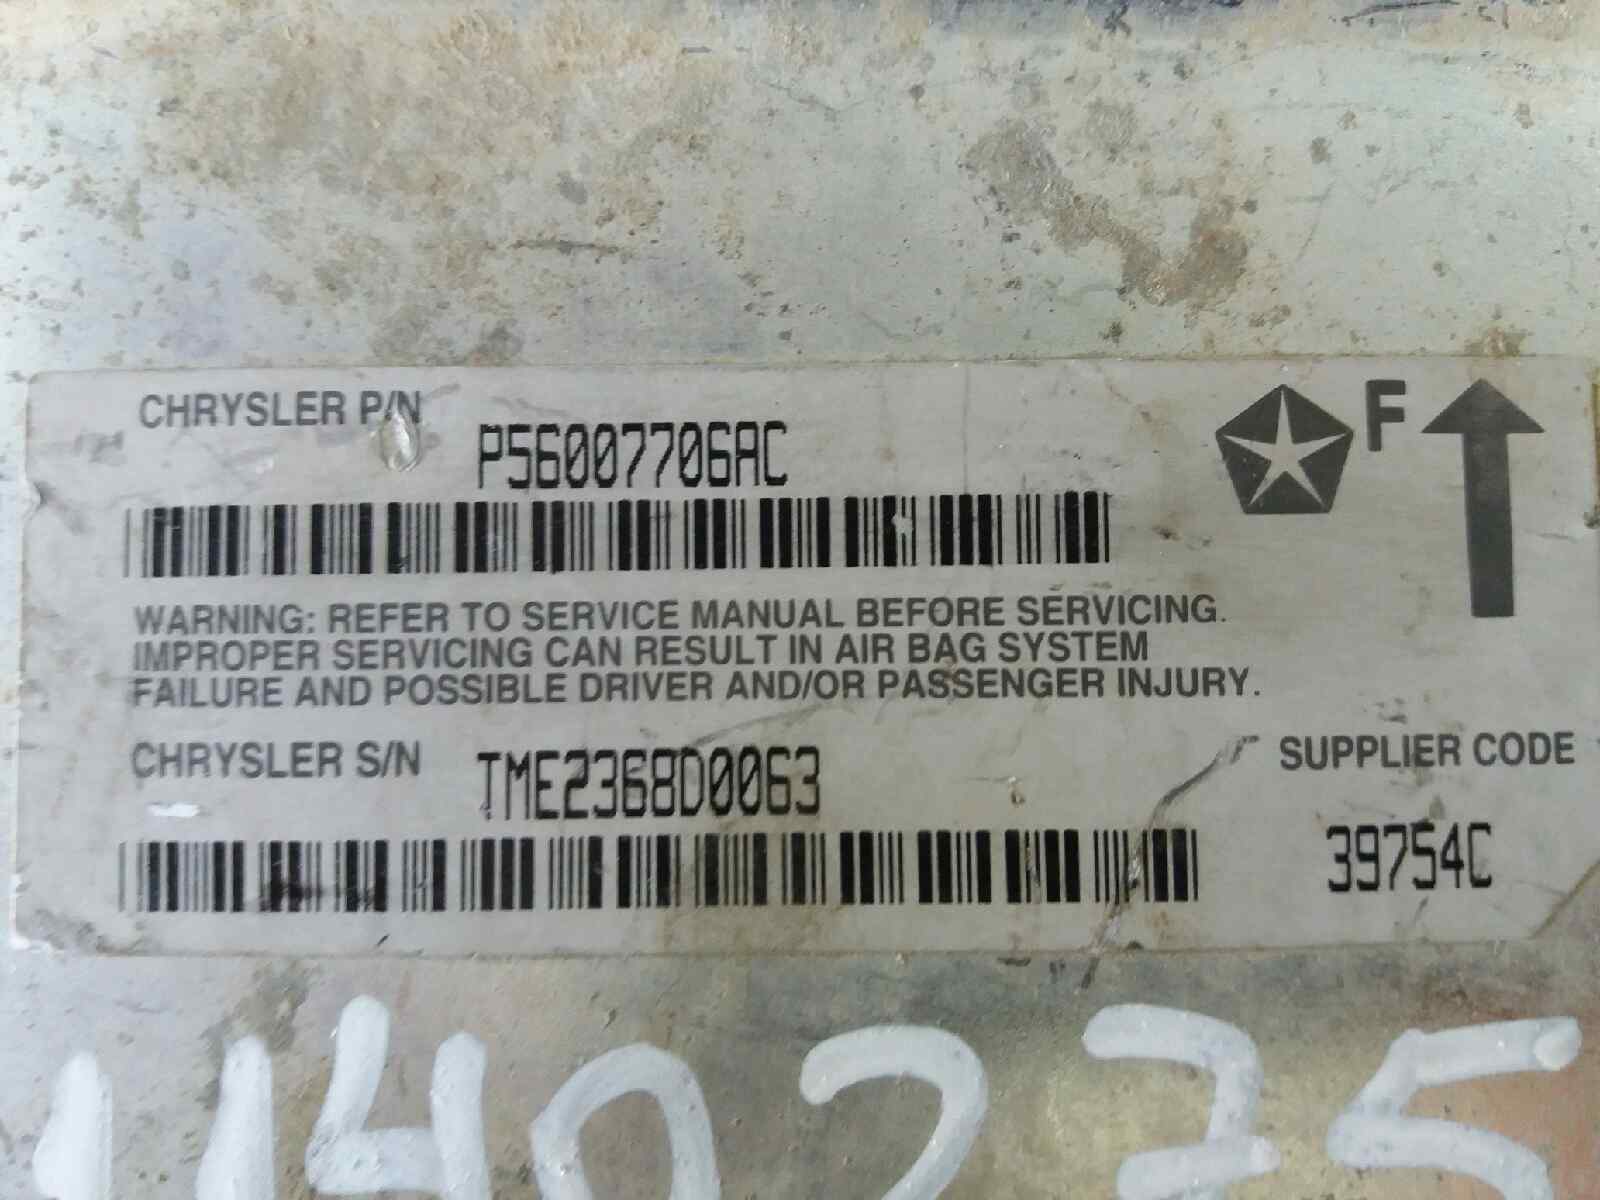 CHRYSLER P/N
P56007706AC
F
WARNING: REFER TO SERVICE MANUAL BEFORE SERVICING.
IMPROPER SERVICING CAN RESULT IN AIR BAG SYSTEM
FAILURE AND POSSIBLE DRIVER AND/OR PASSENGER INJURY.
CHRYSLER S/N
TME2368D0063
SUPPLIER CODE
39754C
1140275